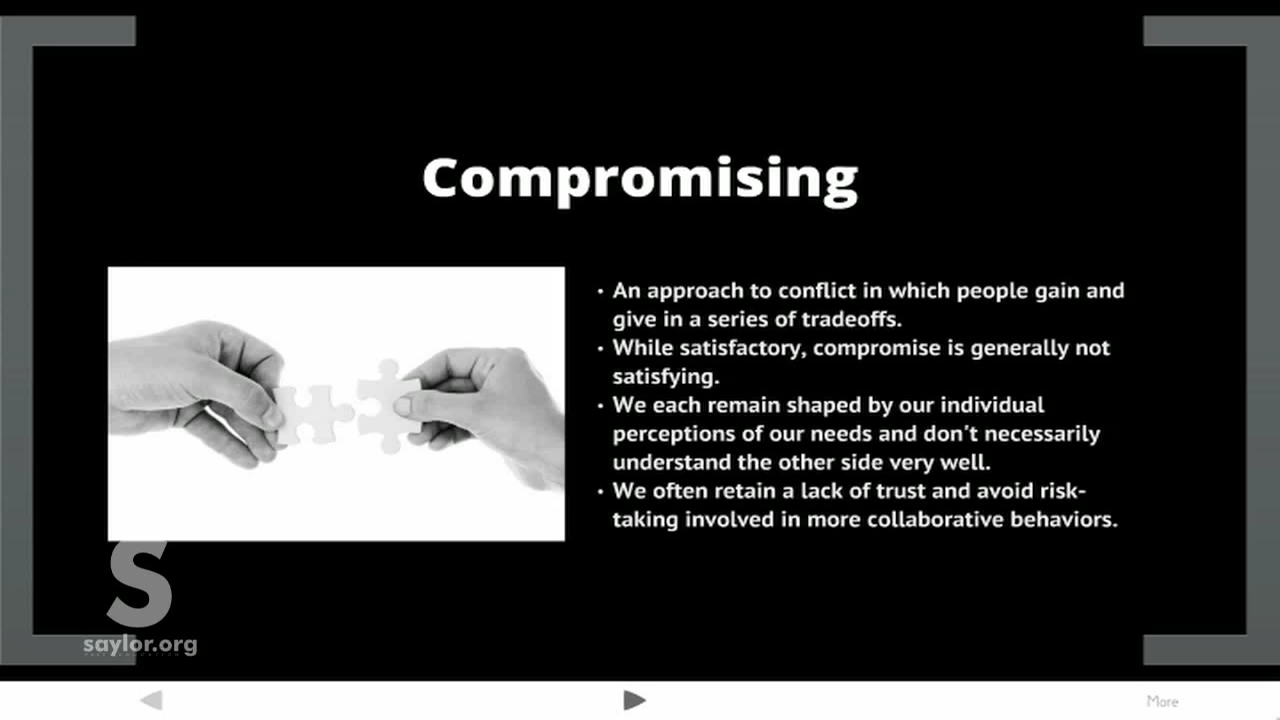 Compromising
• An approach to conflict in which people gain and
give in a series of tradeoffs.
• While satisfactory, compromise is generally not
satisfying.
• We each remain shaped by our individual
perceptions of our needs and don't necessarily
understand the other side very well.
• We often retain a lack of trust and avoid risk-
taking involved in more collaborative behaviors.
S
saylor.org
More